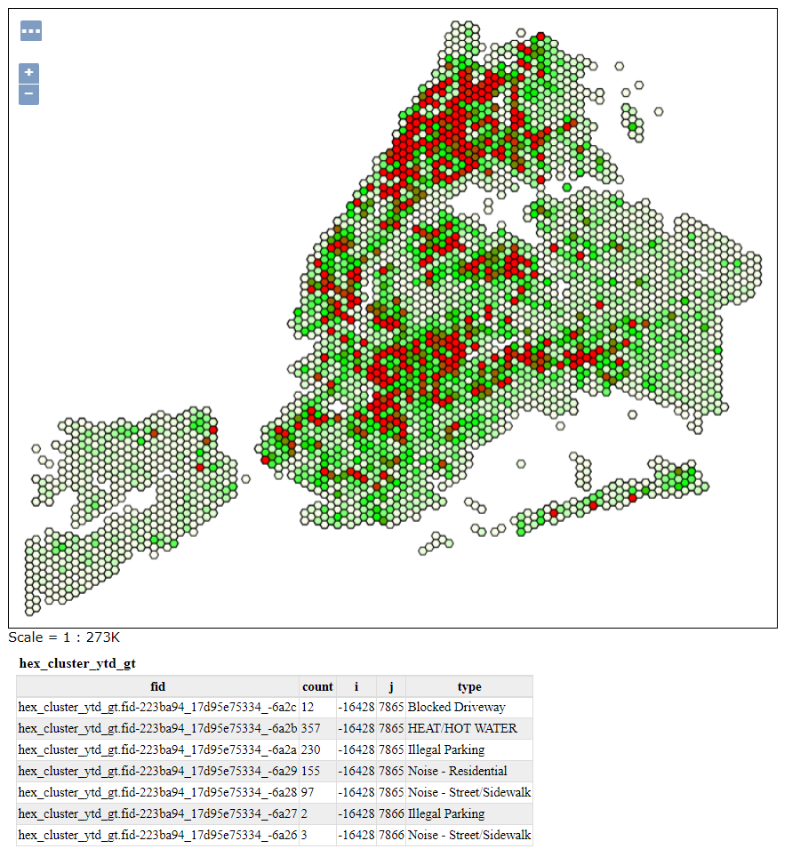 +
−
Scale = 1 : 273K
hex_cluster_ytd_gt
fid count i j type
hex_cluster_ytd_gt.fid-223ba94_17d95e75334_-6a2c 12 -16428 7865 Blocked Driveway
hex_cluster_ytd_gt.fid-223ba94_17d95e75334_-6a2b 357 -16428 7865 HEAT/HOT WATER
hex_cluster_ytd_gt.fid-223ba94_17d95e75334_-6a2a 230 -16428 7865 Illegal Parking
hex_cluster_ytd_gt.fid-223ba94_17d95e75334_-6a29 155 -16428 7865 Noise - Residential
hex_cluster_ytd_gt.fid-223ba94_17d95e75334_-6a28 97 -16428 7865 Noise - Street/Sidewalk
hex_cluster_ytd_gt.fid-223ba94_17d95e75334_-6a27 2 -16428 7866 Illegal Parking
hex_cluster_ytd_gt.fid-223ba94_17d95e75334_-6a26 3 -16428 7866 Noise - Street/Sidewalk